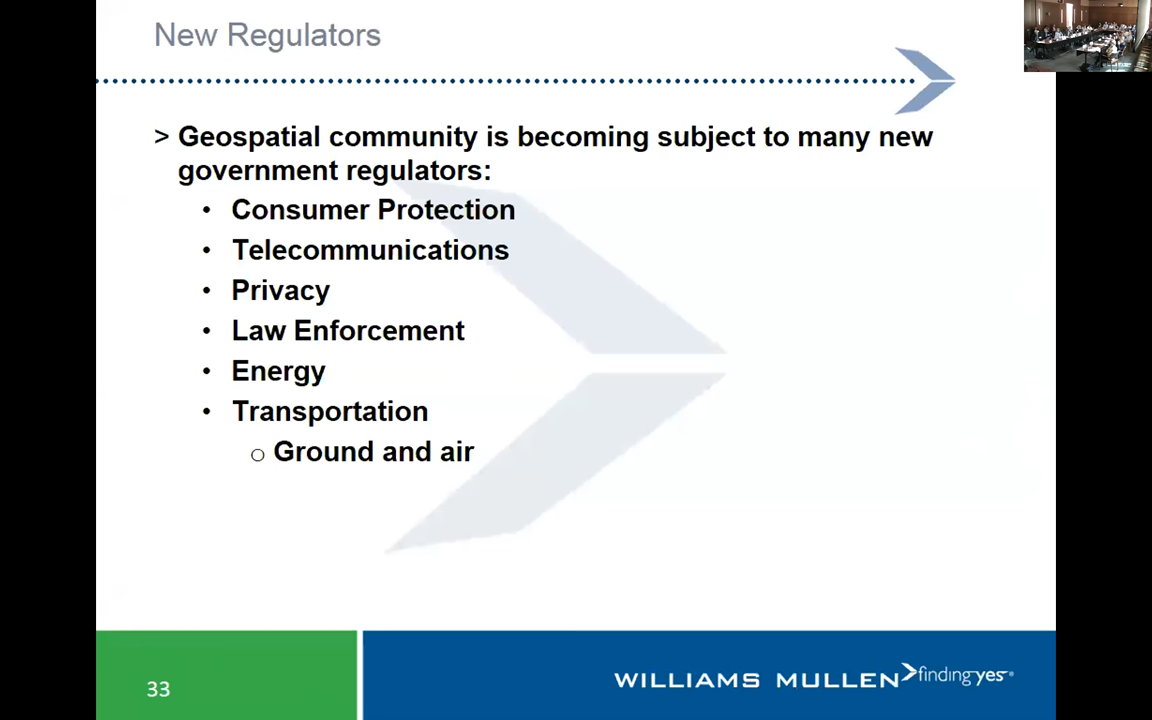 New Regulators
> Geospatial community is becoming subject to many new
government regulators:
• Consumer Protection
• Telecommunications
• Privacy
• Law Enforcement
• Energy
• Transportation
o Ground and air
33
WILLIAMS MULLEN finding yes®